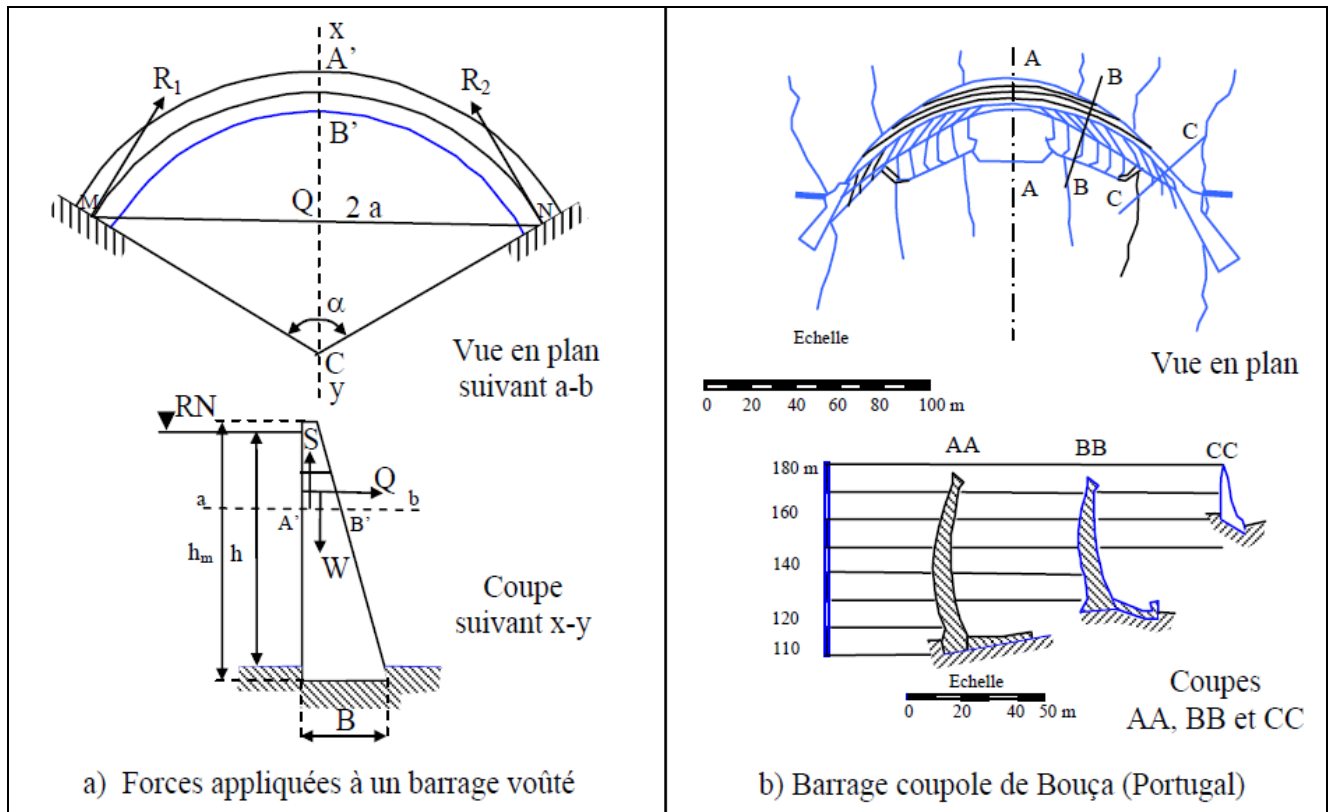 x
A’
R1
R2
B’
M
Q
2 a
N
α
C
y
Vue en plan
suivant a-b
RN
S
Q
a
b
A’
B’
hm
h
W
Coupe
suivant x-y
B
a) Forces appliquées à un barrage voûté
A
B
C
A
B
C
Echelle
Vue en plan
0 20 40 60 80 100 m
AA
BB
CC
180 m
160
140
120
110
Echelle
0 20 40 50 m
Coupes
AA, BB et CC
b) Barrage coupole de Bouça (Portugal)